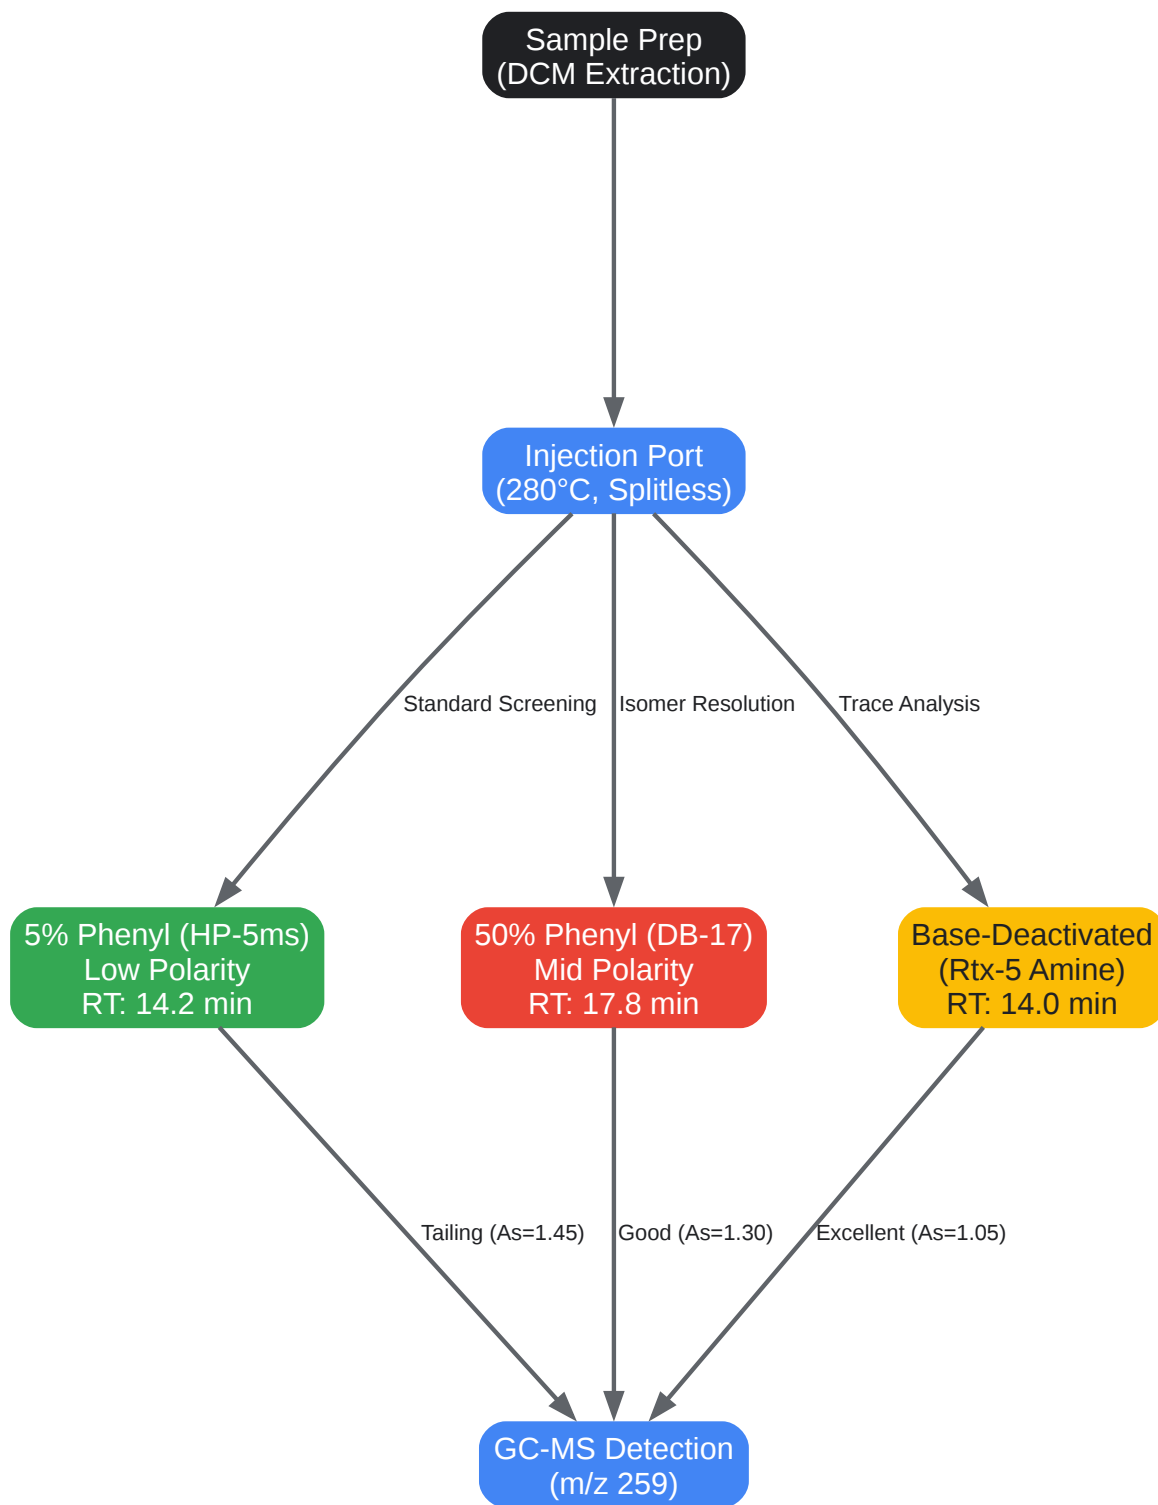 Sample Prep
(DCM Extraction)
Injection Port
(280°C, Splitless)
Standard Screening
Isomer Resolution
Trace Analysis
5% Phenyl (HP-5ms)
Low Polarity
RT: 14.2 min
50% Phenyl (DB-17)
Mid Polarity
RT: 17.8 min
Base-Deactivated
(Rtx-5 Amine)
RT: 14.0 min
Tailing (As=1.45)
Good (As=1.30)
Excellent (As=1.05)
GC-MS Detection
(m/z 259)